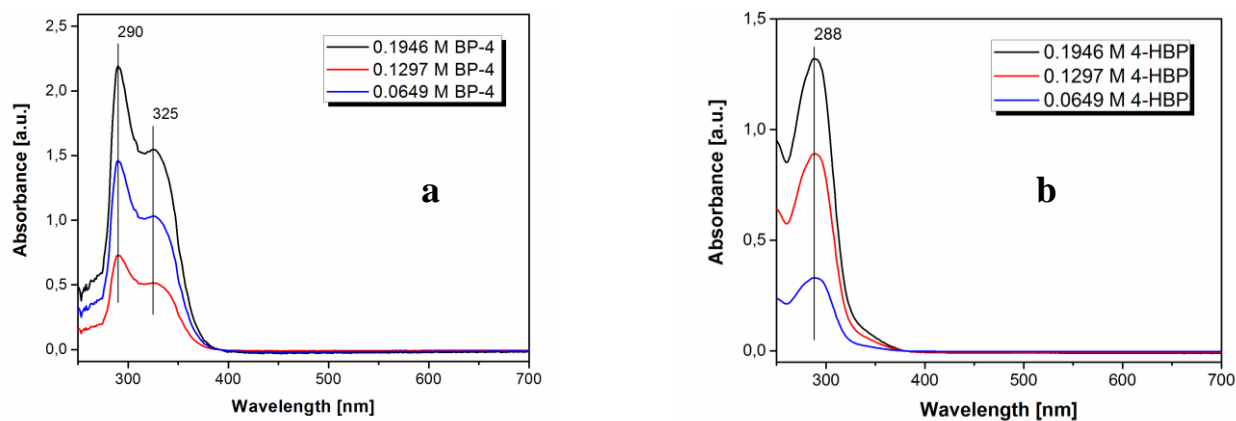 2,5
2,0
1,5
1,0
0,5
0,0
Absorbance [a.u.]
290
325
0.1946 M BP-4
0.1297 M BP-4
0.0649 M BP-4
a
300
400
500
600
700
Wavelength [nm]
1,5
1,0
0,5
0,0
Absorbance [a.u.]
288
0.1946 M 4-HBP
0.1297 M 4-HBP
0.0649 M 4-HBP
b
300
400
500
600
700
Wavelength [nm]